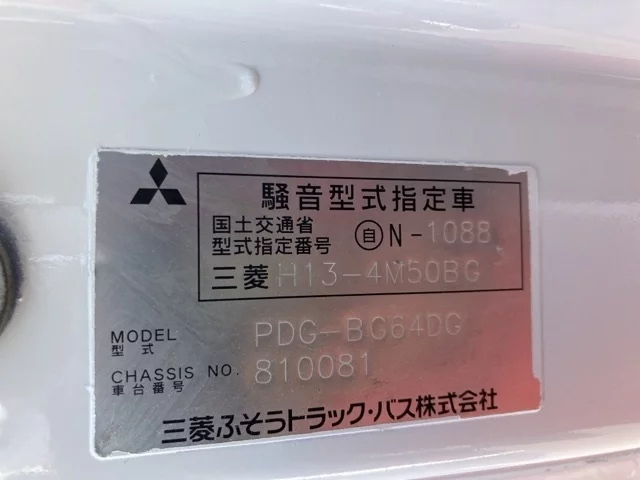 騒音型式指定車
国土交通省
型式指定番号 自 N-1088
三菱 H13-4M50BG
MODEL PDG-BG64DG
型式
CHASSIS NO. 810081
車台番号
三菱ふそうトラック・バス株式会社